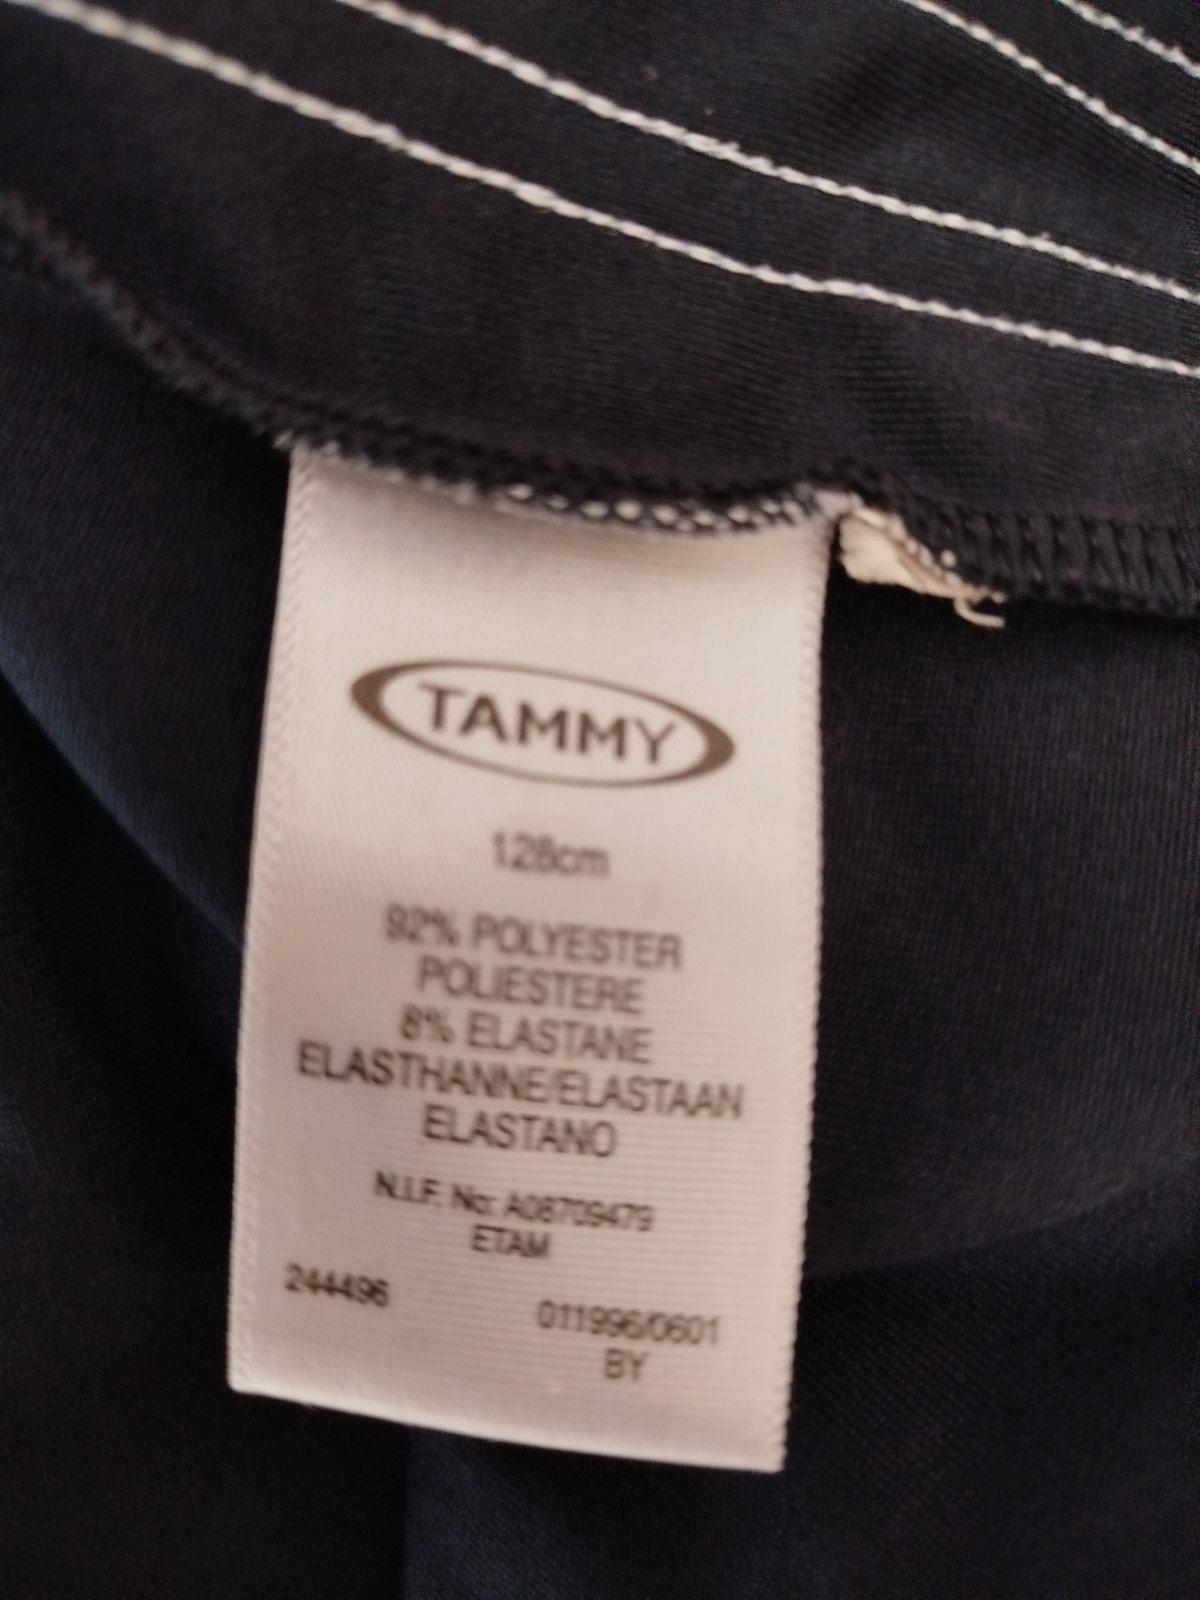 TAMMY
128cm
92% POLYESTER
POLIESTERE
8% ELASTANE
ELASTHANNE/ELASTAAN
ELASTANO
N.I.F. No: A08709479
ETAM
244496 011996/0601
BY